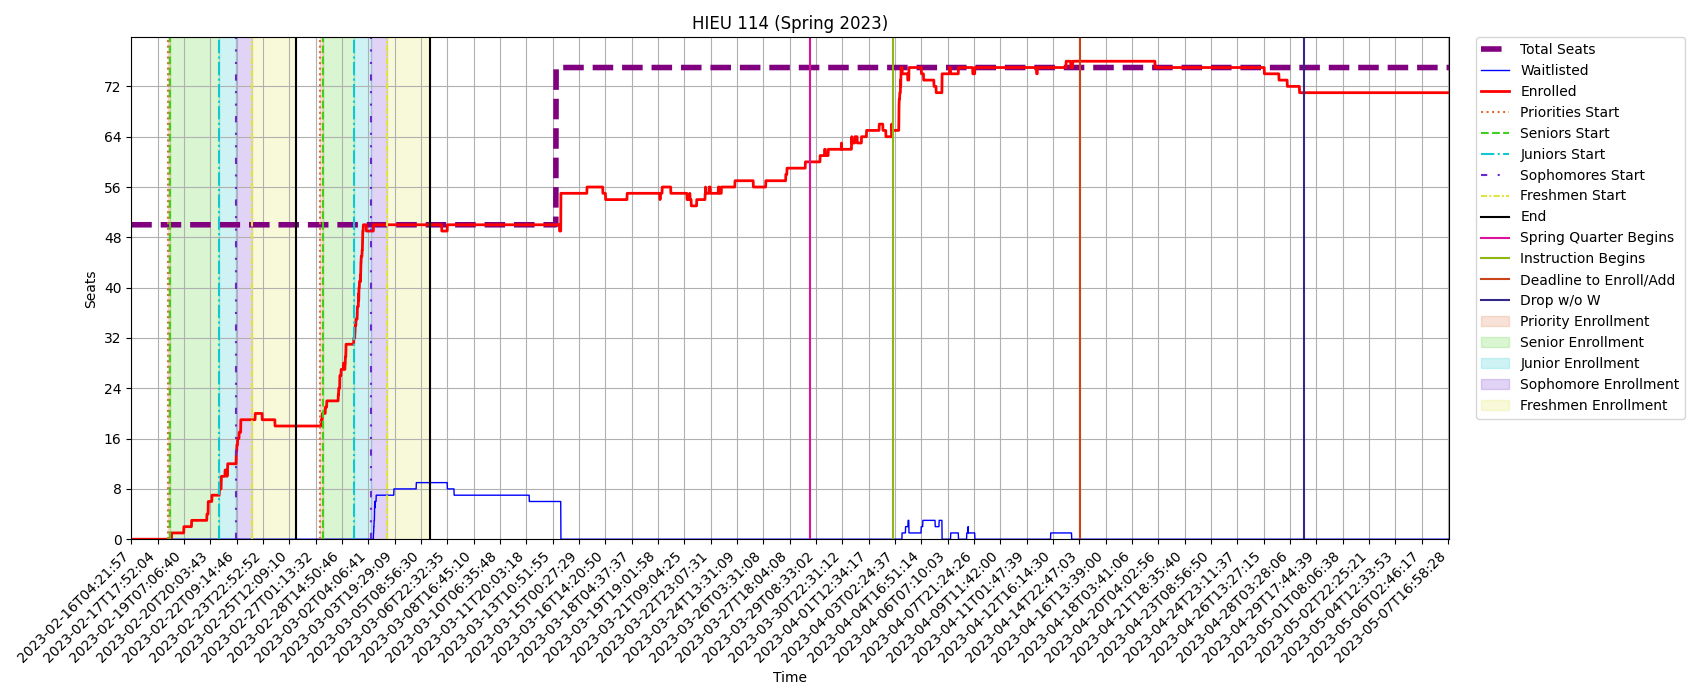 HIEU 114 (Spring 2023)
Seats
72
64
56
48
40
32
24
16
8
0
2023-02-16T04:21:57
2023-02-17T17:52:04
2023-02-19T07:06:40
2023-02-20T20:03:43
2023-02-22T09:14:46
2023-02-23T22:52:52
2023-02-25T12:09:10
2023-02-27T01:13:32
2023-02-28T14:50:46
2023-03-02T04:06:41
2023-03-03T19:29:09
2023-03-05T08:56:30
2023-03-06T22:32:35
2023-03-08T16:45:10
2023-03-10T06:35:48
2023-03-11T20:03:18
2023-03-13T10:51:55
2023-03-15T00:27:29
2023-03-16T14:20:50
2023-03-18T04:37:37
2023-03-19T19:01:58
2023-03-21T09:04:25
2023-03-22T23:07:31
2023-03-24T13:31:09
2023-03-26T03:31:08
2023-03-27T18:04:08
2023-03-29T08:33:02
2023-03-30T22:31:12
2023-04-01T12:34:17
2023-04-03T02:24:37
2023-04-04T16:51:14
2023-04-06T07:10:03
2023-04-07T21:24:26
2023-04-09T11:42:00
2023-04-11T01:47:39
2023-04-12T16:14:30
2023-04-14T22:47:03
2023-04-16T13:39:00
2023-04-18T03:41:06
2023-04-20T04:02:56
2023-04-21T18:35:40
2023-04-23T08:56:50
2023-04-24T23:11:37
2023-04-26T13:27:15
2023-04-28T03:28:06
2023-04-29T17:44:39
2023-05-01T08:06:38
2023-05-02T22:25:21
2023-05-04T12:33:53
2023-05-06T02:46:17
2023-05-07T16:58:28
Time
Total Seats
Waitlisted
Enrolled
Priorities Start
Seniors Start
Juniors Start
Sophomores Start
Freshmen Start
End
Spring Quarter Begins
Instruction Begins
Deadline to Enroll/Add
Drop w/o W
Priority Enrollment
Senior Enrollment
Junior Enrollment
Sophomore Enrollment
Freshmen Enrollment